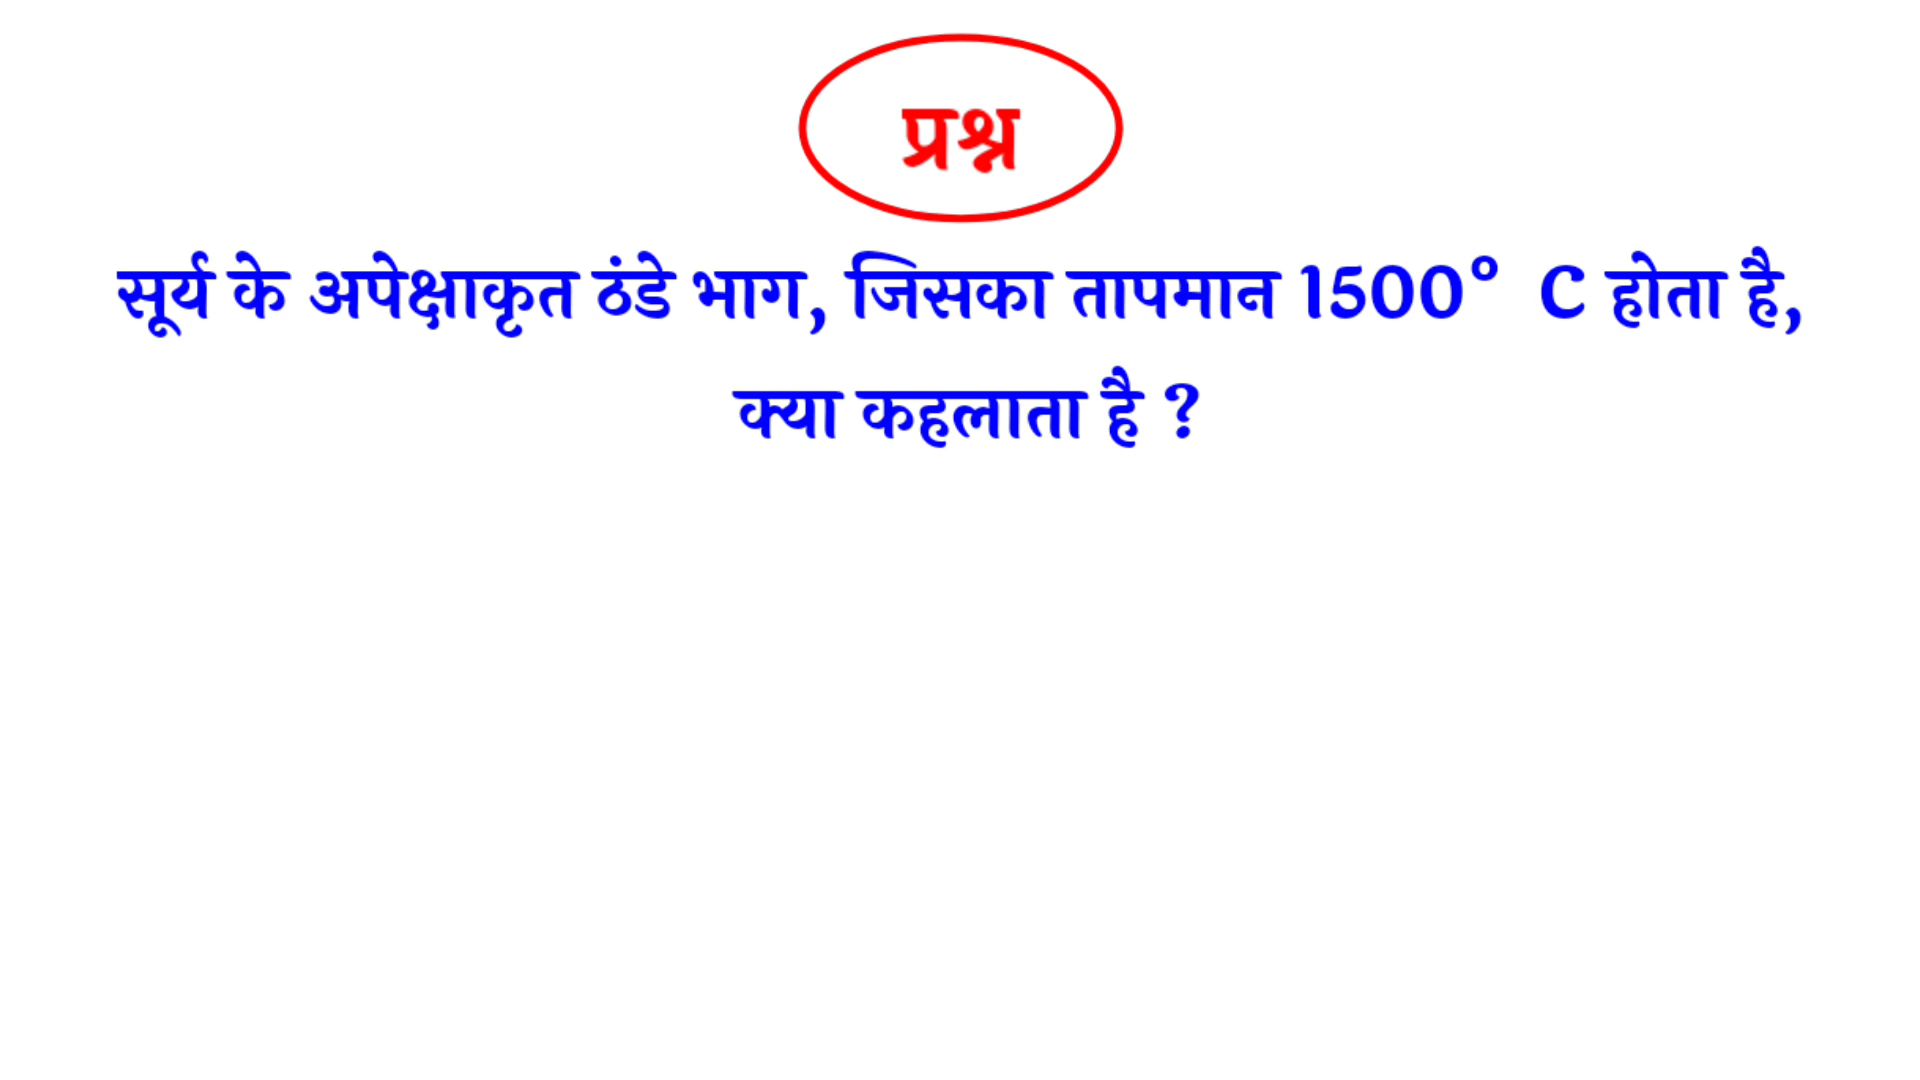 प्रश्न
सूर्य के अपेक्षाकृत ठंडे भाग, जिसका तापमान 1500° C होता है,
क्या कहलाता है ?